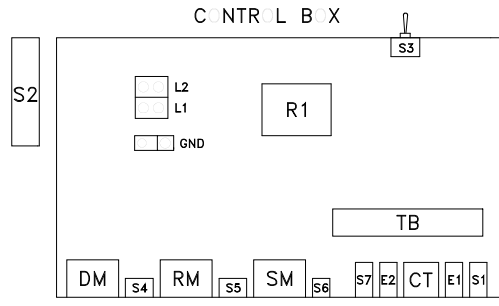 CONTROL BOX
S3
S2
L2
L1
R1
GND
TB
DM
S4
RM
S5
SM
S6
S7
E2
CT
E1
S1